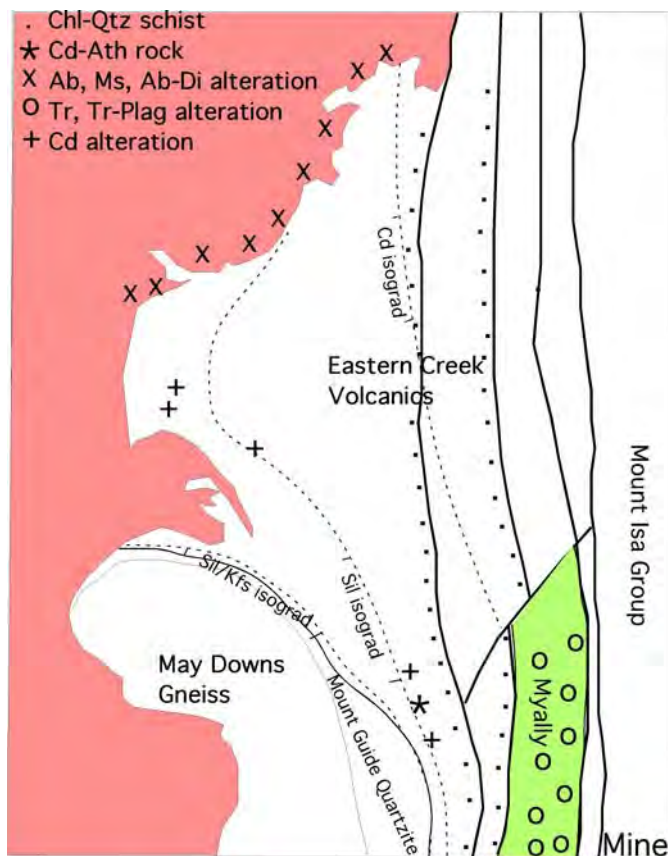 . Chl-Qtz schist
* Cd-Ath rock
X Ab, Ms, Ab-Di alteration
O Tr, Tr-Plag alteration
+ Cd alteration
Cd isograd
Eastern Creek
Volcanics
Mount Isa Group
Sil/Kfs isograd
Sil isograd
May Downs
Gneiss
Mount Guide Quartzite
Myally
Mine